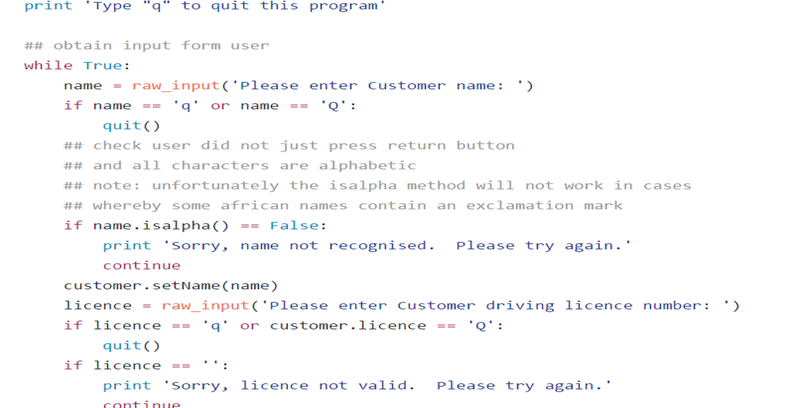 print 'Type "q" to quit this program'
## obtain input form user
while True:
name = raw_input('Please enter Customer name: ')
if name == 'q' or name == 'Q':
quit()
## check user did not just press return button
## and all characters are alphabetic
## note: unfortunately the isalpha method will not work in cases
## whereby some african names contain an exclamation mark
if name.isalpha() == False:
print 'Sorry, name not recognised.  Please try again.'
continue
customer.setName(name)
licence = raw_input('Please enter Customer driving licence number: ')
if licence == 'q' or customer.licence == 'Q':
quit()
if licence == '':
print 'Sorry, licence not valid.  Please try again.'
continue